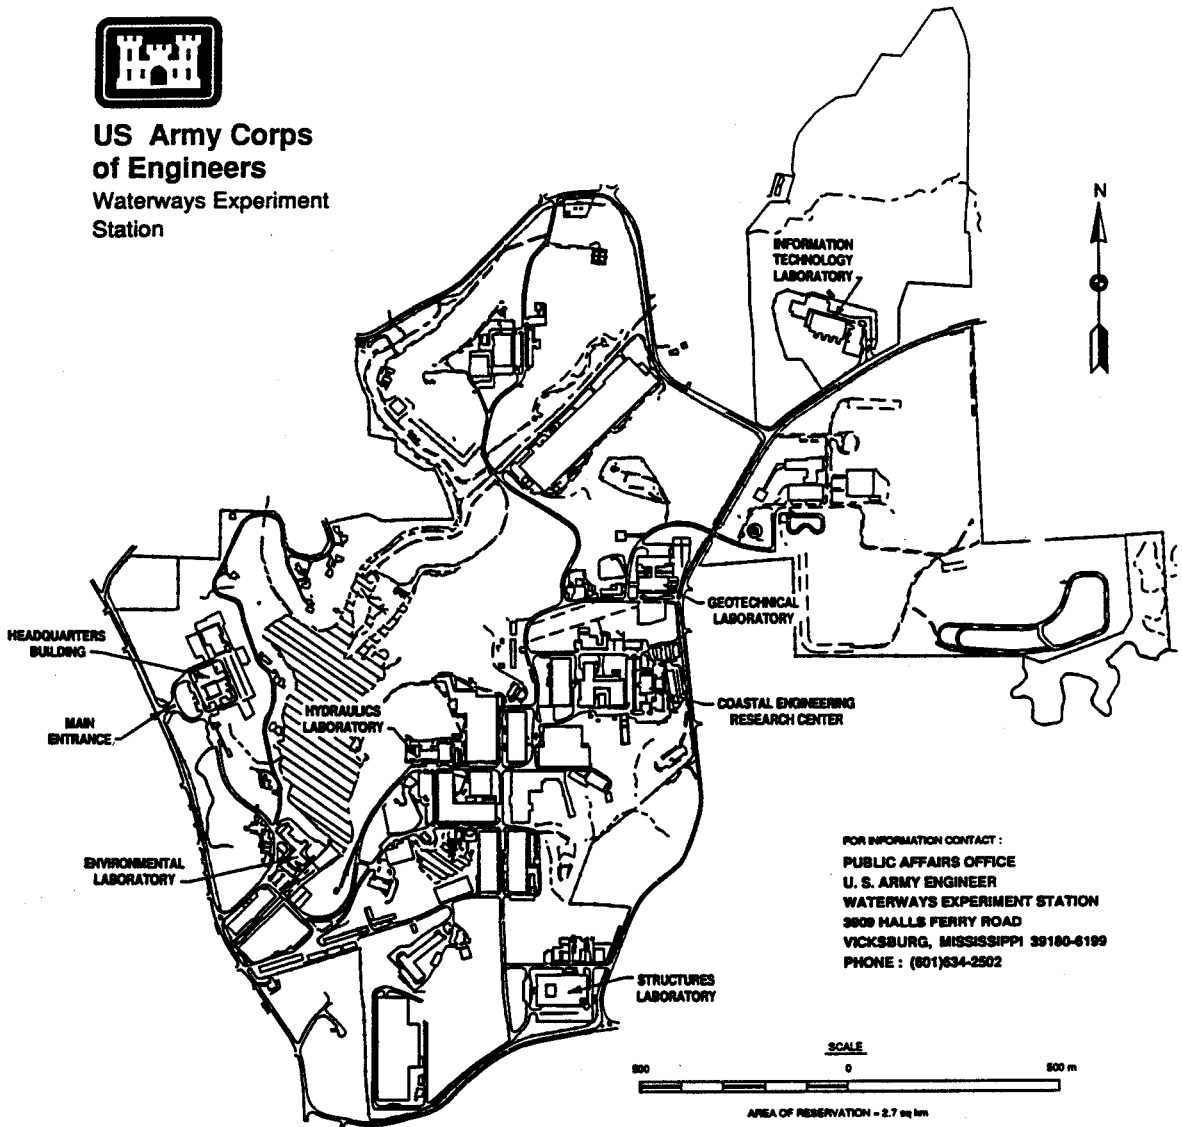 US Army Corps
of Engineers
Waterways Experiment
Station
N
INFORMATION
TECHNOLOGY
LABORATORY
GEOTECHNICAL
LABORATORY
HEADQUARTERS
BUILDING
COASTAL ENGINEERING
RESEARCH CENTER
HYDRAULICS
LABORATORY
MAIN
ENTRANCE
ENVIRONMENTAL
LABORATORY
STRUCTURES
LABORATORY
FOR INFORMATION CONTACT :
PUBLIC AFFAIRS OFFICE
U. S. ARMY ENGINEER
WATERWAYS EXPERIMENT STATION
3909 HALLS FERRY ROAD
VICKSBURG, MISSISSIPPI 39180-6199
PHONE : (601)634-2502
SCALE
500 0 500 m
AREA OF RESERVATION = 2.7 sq km